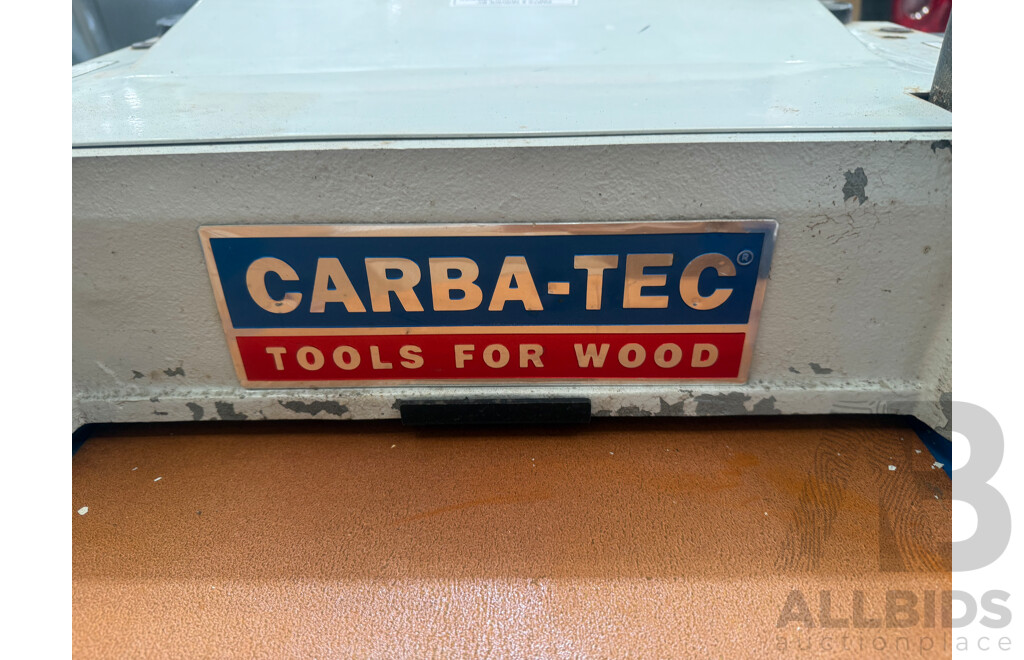 CARBA-TEC®
TOOLS FOR WOOD
ALLBIDS
auctionplace